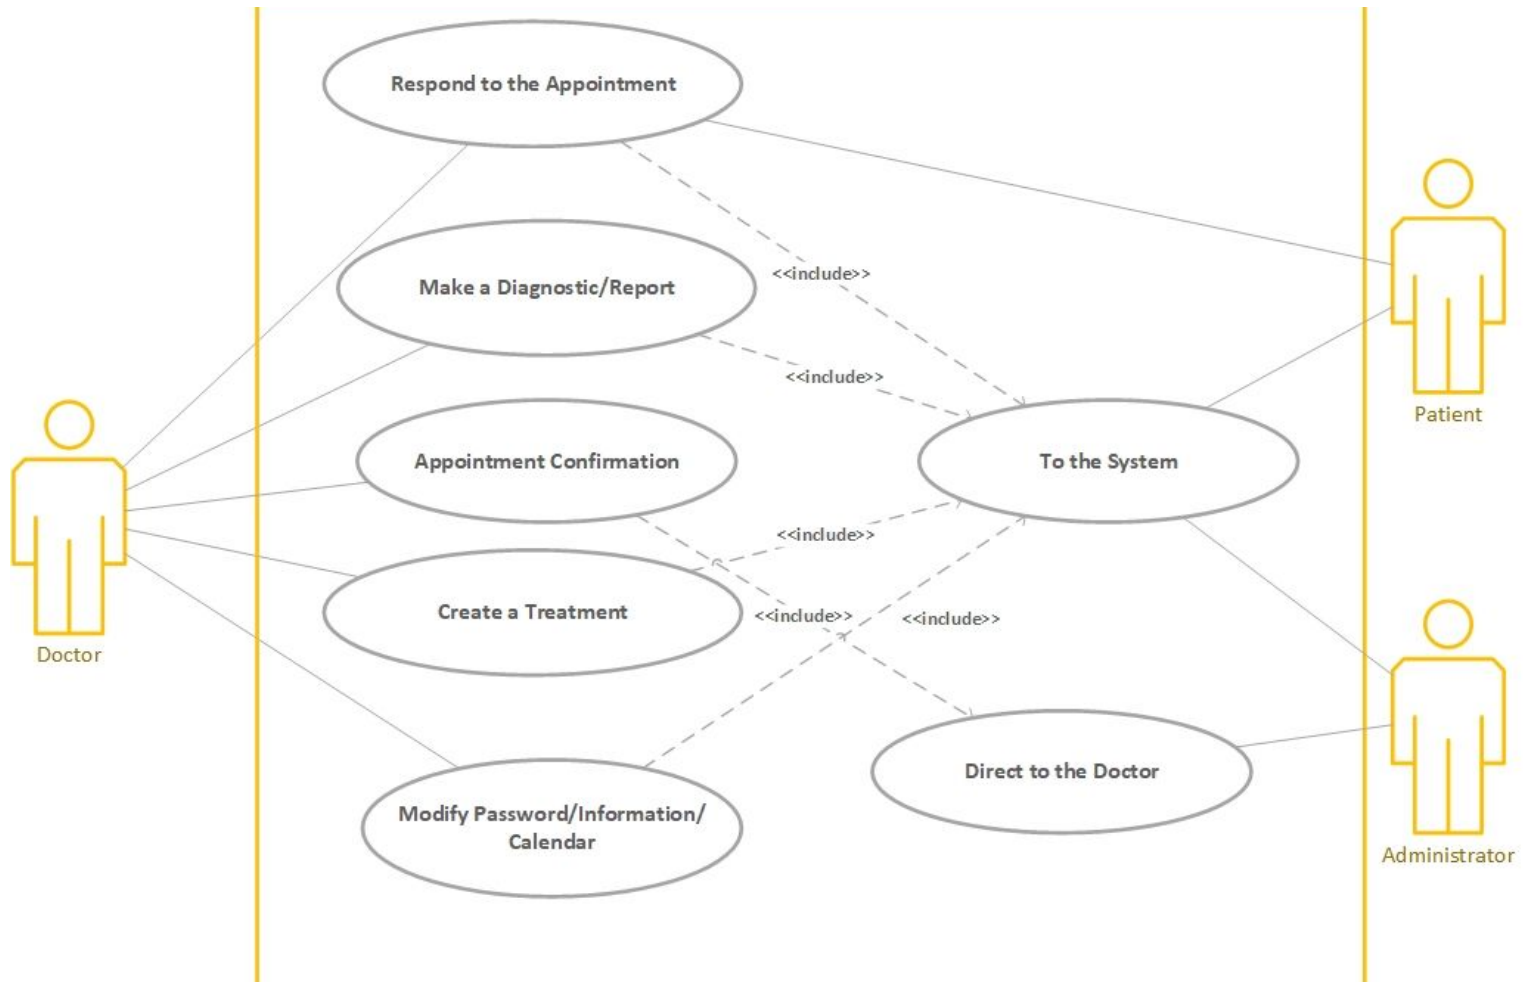 Respond to the Appointment
<<include>>
Make a Diagnostic/Report
<<include>>
Patient
Appointment Confirmation
To the System
<<include>>
Create a Treatment
<<include>>
<<include>>
Doctor
Direct to the Doctor
Modify Password/Information/
Calendar
Administrator